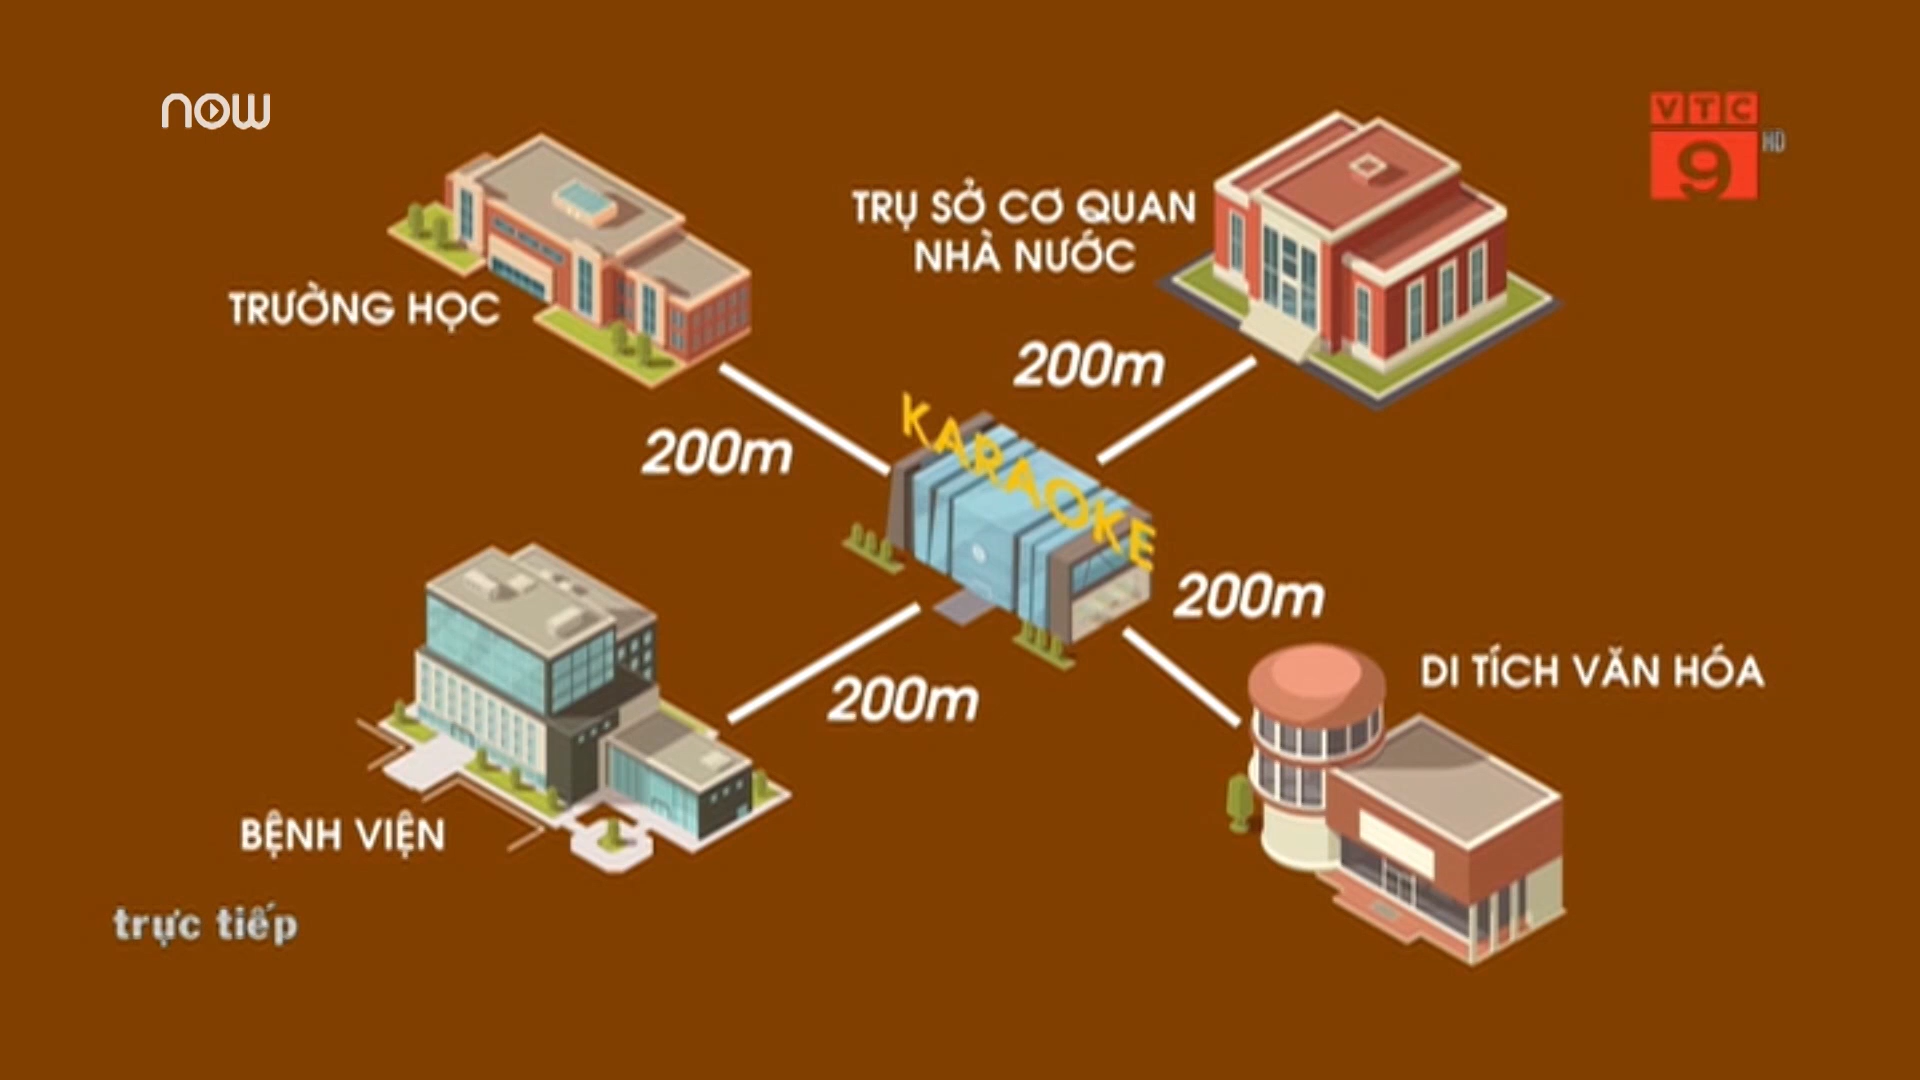 now
VTC
9
HD
TRƯỜNG HỌC
TRỤ SỞ CƠ QUAN
NHÀ NƯỚC
200m
200m
KARAOKE
200m
200m
DI TÍCH VĂN HÓA
BỆNH VIỆN
trực tiếp